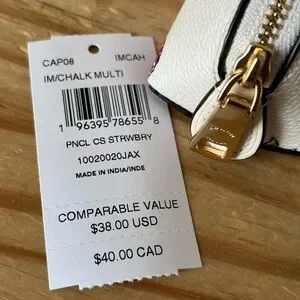 CAP08 IMCAH
IM/CHALK MULTI
1 96395 78655 8
PNCL CS STRWBRY
10020020JAX
MADE IN INDIA/INDE
COMPARABLE VALUE
$38.00 USD
$40.00 CAD